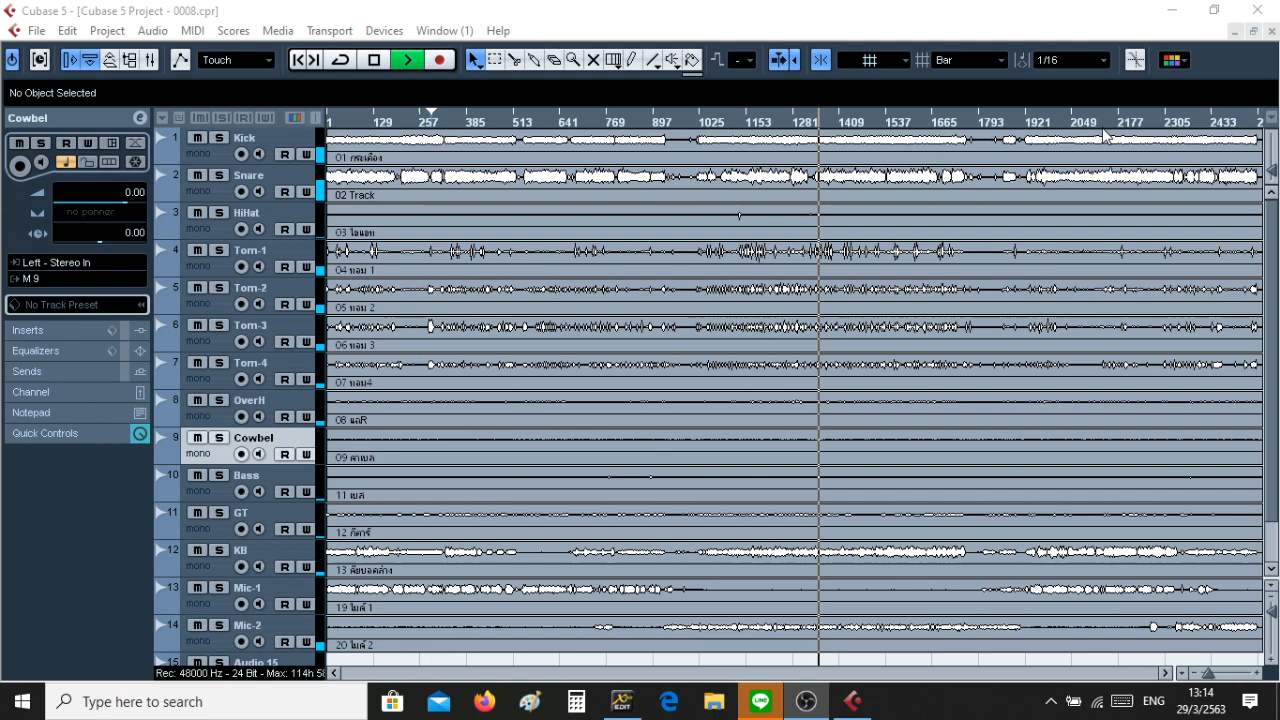 Cubase 5 - [Cubase 5 Project - 0008.cpr]
File Edit Project Audio MIDI Scores Media Transport Devices Window (1) Help
Touch - Bar 1/16
No Object Selected
Cowbel
0.00
no panner
0.00
Left - Stereo In
M 9
No Track Preset
Inserts
Equalizers
Sends
Channel
Notepad
Quick Controls
1 129 257 385 513 641 769 897 1025 1153 1281 1409 1537 1665 1793 1921 2049 2177 2305 2433 2
1 m S Kick
mono R W
01 กระเดื่อง
2 m S Snare
mono R W
02 Track
3 m S HiHat
mono R W
03 ไฮแฮท
4 m S Tom-1
mono R W
04 ทอม 1
5 m S Tom-2
mono R W
05 ทอม 2
6 m S Tom-3
mono R W
06 ทอม 3
7 m S Tom-4
mono R W
07 ทอม4
8 m S OverH
mono R W
08 แฉR
9 m S Cowbel
mono R W
09 คาเบล
10 m S Bass
mono R W
11 เบส
11 m S GT
mono R W
12 กีตาร์
12 m S KB
mono R W
13 คียบอดล่าง
13 m S Mic-1
mono R W
19 ไมค์ 1
14 m S Mic-2
mono R W
20 ไมค์ 2
15 Audio 15
Rec: 48000 Hz - 24 Bit - Max: 114h
Type here to search
EDIT
LINE
ENG
13:14
29/3/2563